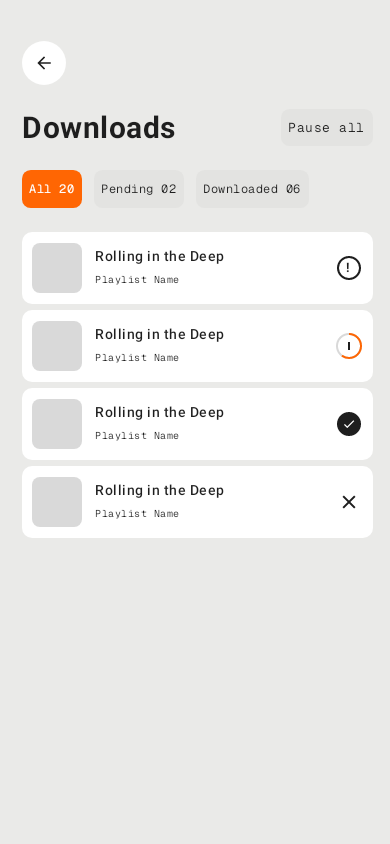 Downloads
Pause all
All 20
Pending 02
Downloaded 06
Rolling in the Deep
Playlist Name
Rolling in the Deep
Playlist Name
Rolling in the Deep
Playlist Name
Rolling in the Deep
Playlist Name